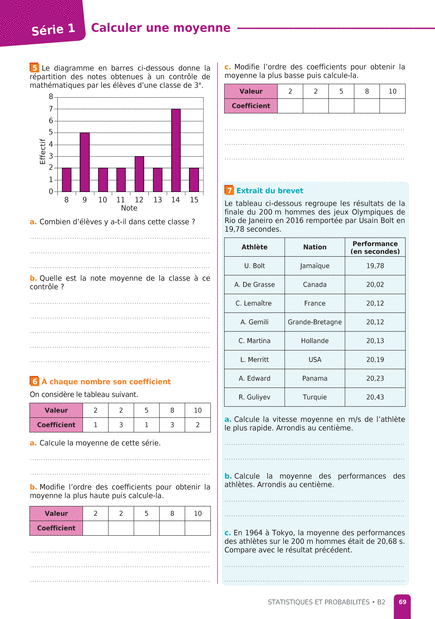 Série 1
Calculer une moyenne
5 Le diagramme en barres ci-dessous donne la
répartition des notes obtenues à un contrôle de
mathématiques par les élèves d'une classe de 3e.
Effectif
8
7
6
5
4
3
2
1
0
8 9 10 11 12 13 14 15
Note
a. Combien d'élèves y a-t-il dans cette classe ?
b. Quelle est la note moyenne de la classe à ce
contrôle ?
6 À chaque nombre son coefficient
On considère le tableau suivant.
Valeur 2 2 5 8 10
Coefficient 1 3 1 3 2
a. Calcule la moyenne de cette série.
b. Modifie l'ordre des coefficients pour obtenir la
moyenne la plus haute puis calcule-la.
Valeur 2 2 5 8 10
Coefficient
c. Modifie l'ordre des coefficients pour obtenir la
moyenne la plus basse puis calcule-la.
Valeur 2 2 5 8 10
Coefficient
7 Extrait du brevet
Le tableau ci-dessous regroupe les résultats de la
finale du 200 m hommes des jeux Olympiques de
Rio de Janeiro en 2016 remportée par Usain Bolt en
19,78 secondes.
Athlète Nation Performance
(en secondes)
U. Bolt Jamaïque 19,78
A. De Grasse Canada 20,02
C. Lemaître France 20,12
A. Gemili Grande-Bretagne 20,12
C. Martina Hollande 20,13
L. Merritt USA 20,19
A. Edward Panama 20,23
R. Guliyev Turquie 20,43
a. Calcule la vitesse moyenne en m/s de l'athlète
le plus rapide. Arrondis au centième.
b. Calcule la moyenne des performances des
athlètes. Arrondis au centième.
c. En 1964 à Tokyo, la moyenne des performances
des athlètes sur le 200 m hommes était de 20,68 s.
Compare avec le résultat précédent.
STATISTIQUES ET PROBABILITÉS • B2 69